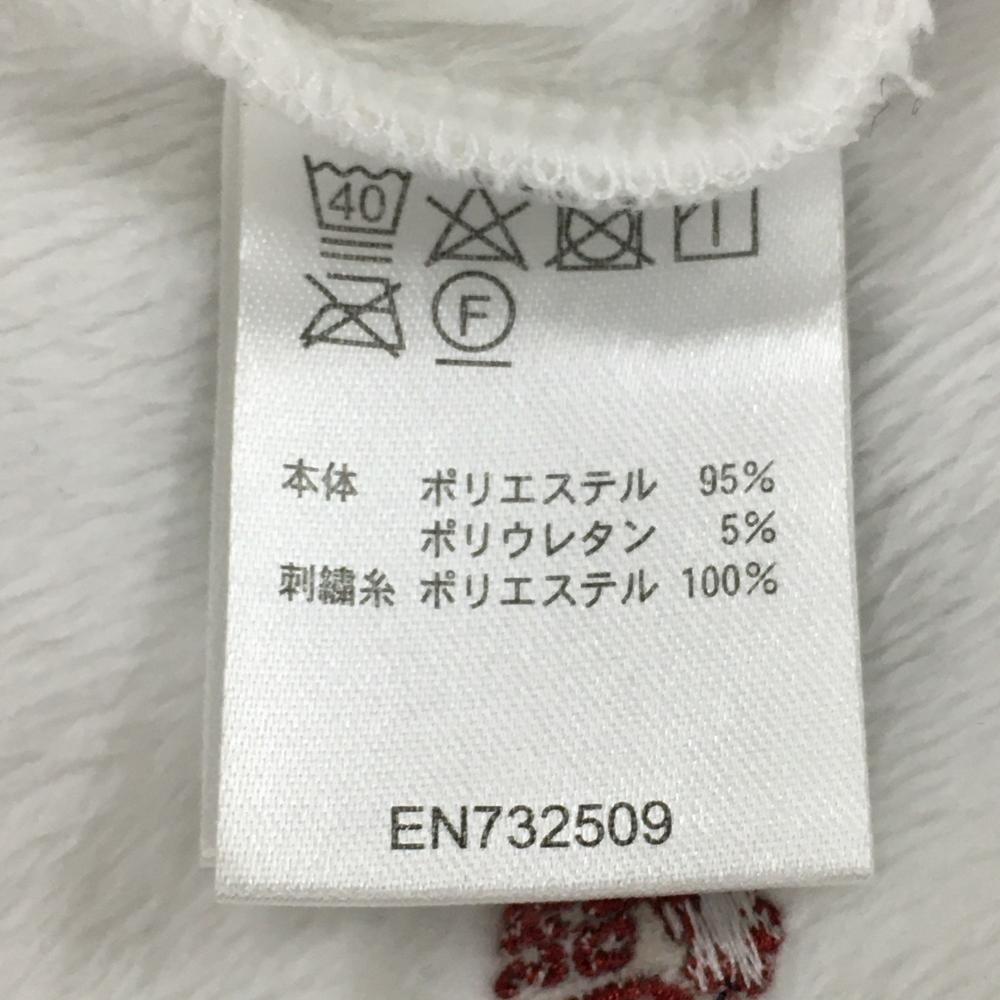 40
F
本体 ポリエステル 95%
ポリウレタン 5%
刺繍糸 ポリエステル 100%
EN732509